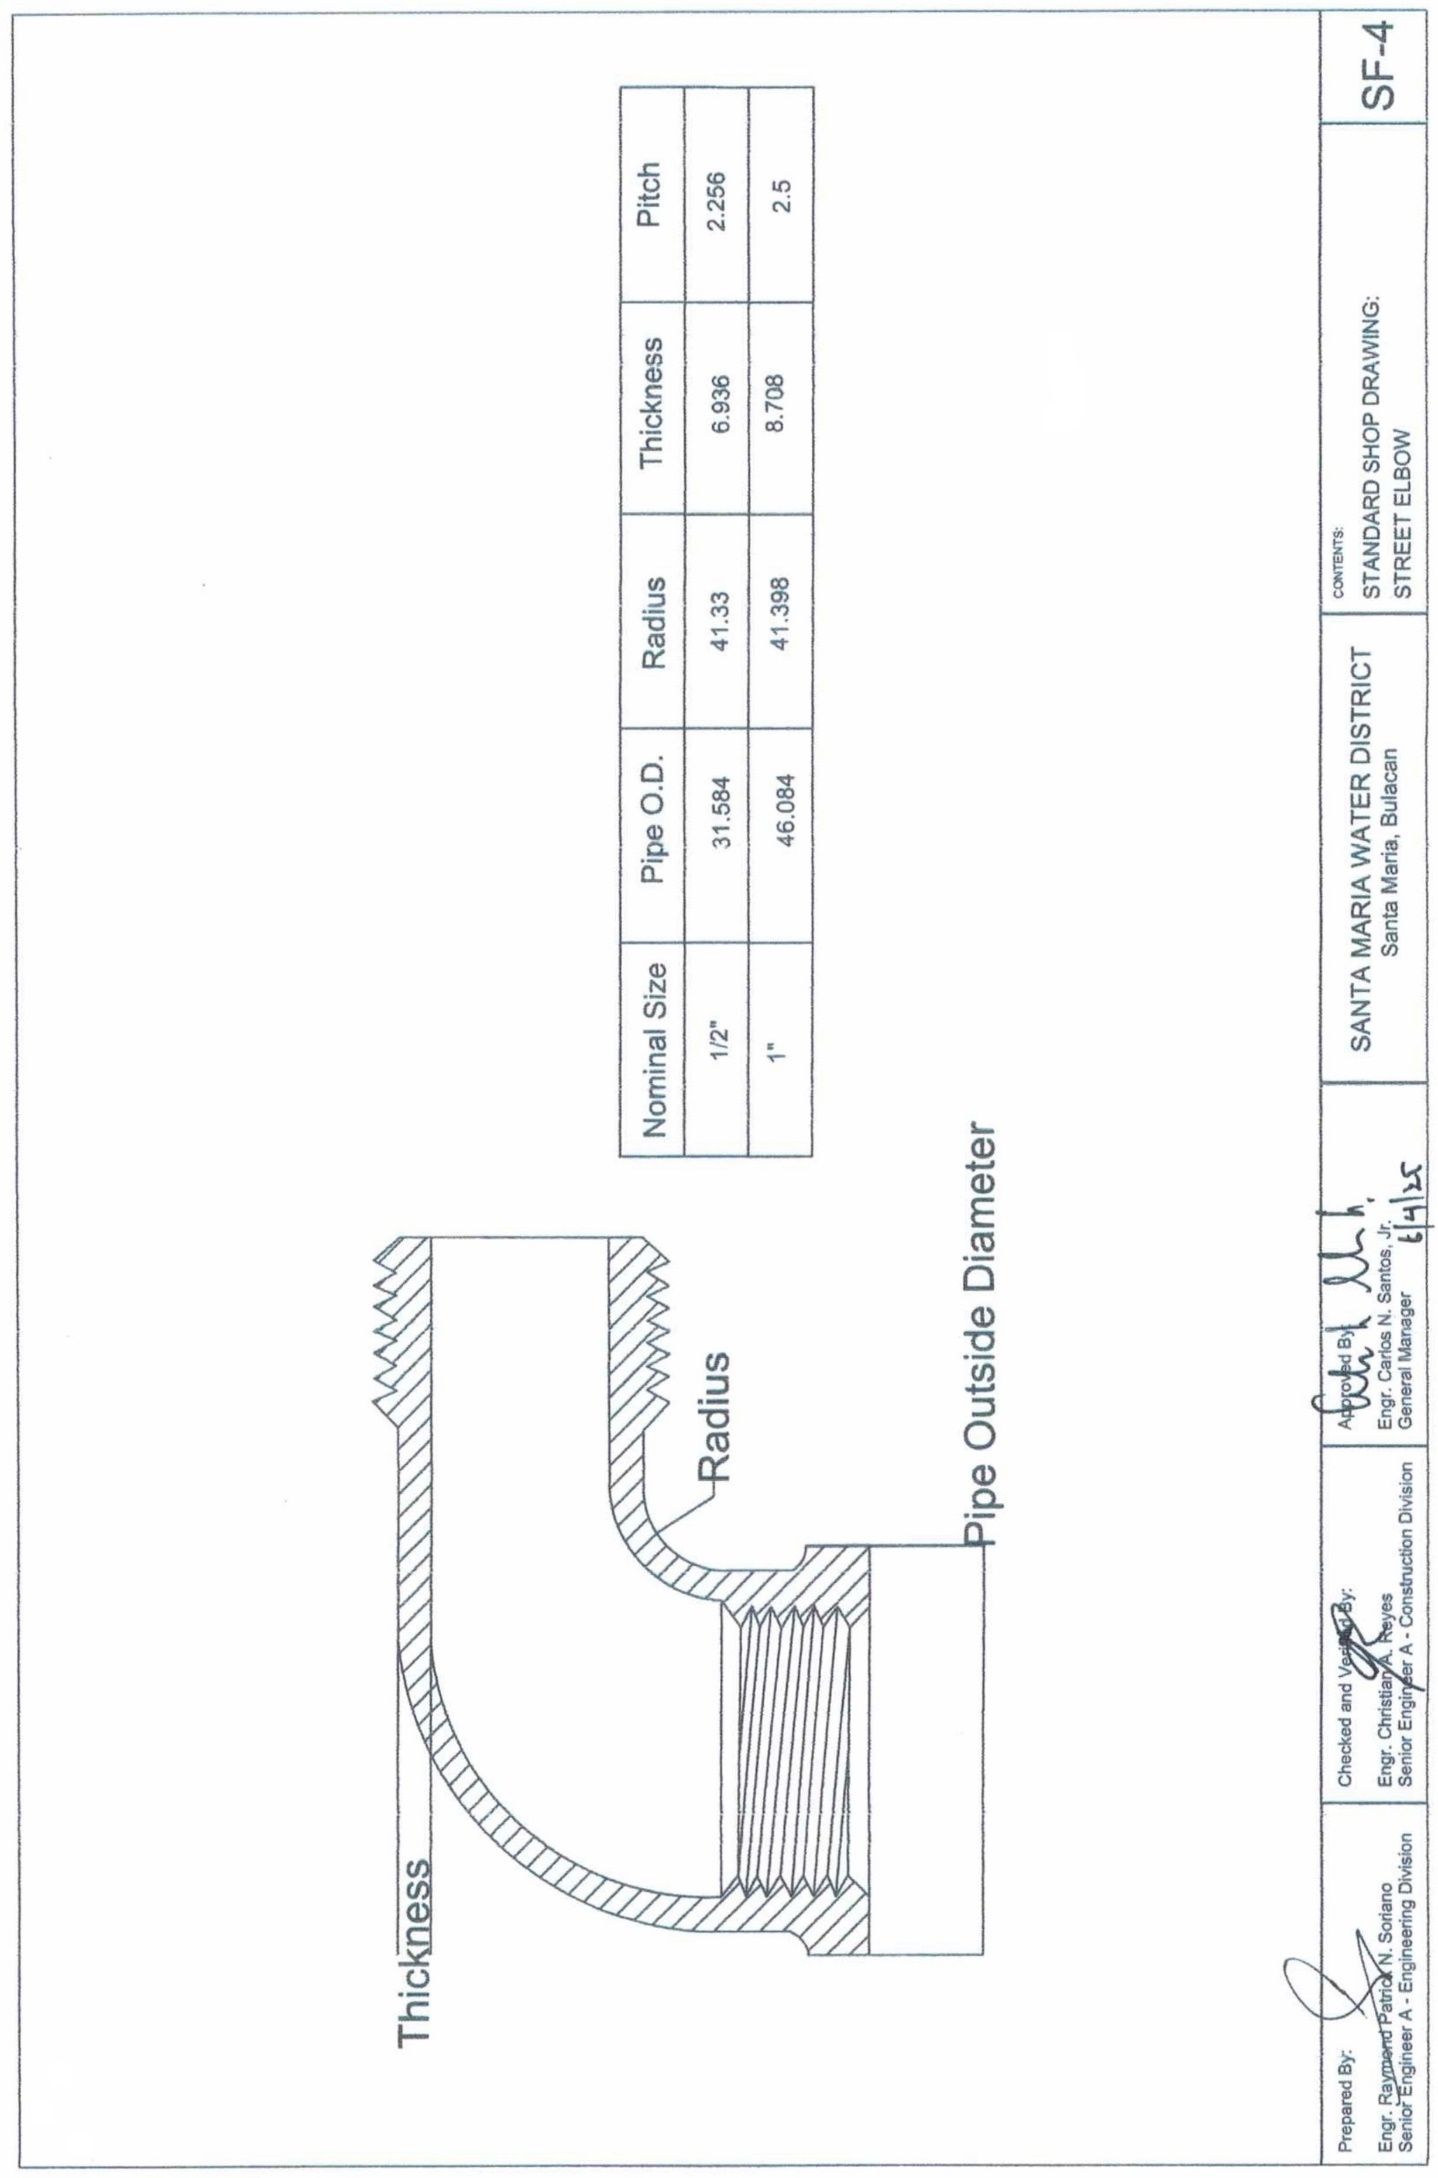 Thickness
Radius
Pipe Outside Diameter
Nominal Size Pipe O.D. Radius Thickness Pitch
1/2" 31.584 41.33 6.936 2.256
1" 46.084 41.398 8.708 2.5
Prepared By:
Engr. Raymond Patrick N. Soriano
Senior Engineer A - Engineering Division
Checked and Verified By:
Engr. Christian A. Reyes
Senior Engineer A - Construction Division
Approved By:
Engr. Carlos N. Santos, Jr.
General Manager
6/4/25
SANTA MARIA WATER DISTRICT
Santa Maria, Bulacan
CONTENTS:
STANDARD SHOP DRAWING:
STREET ELBOW
SF-4